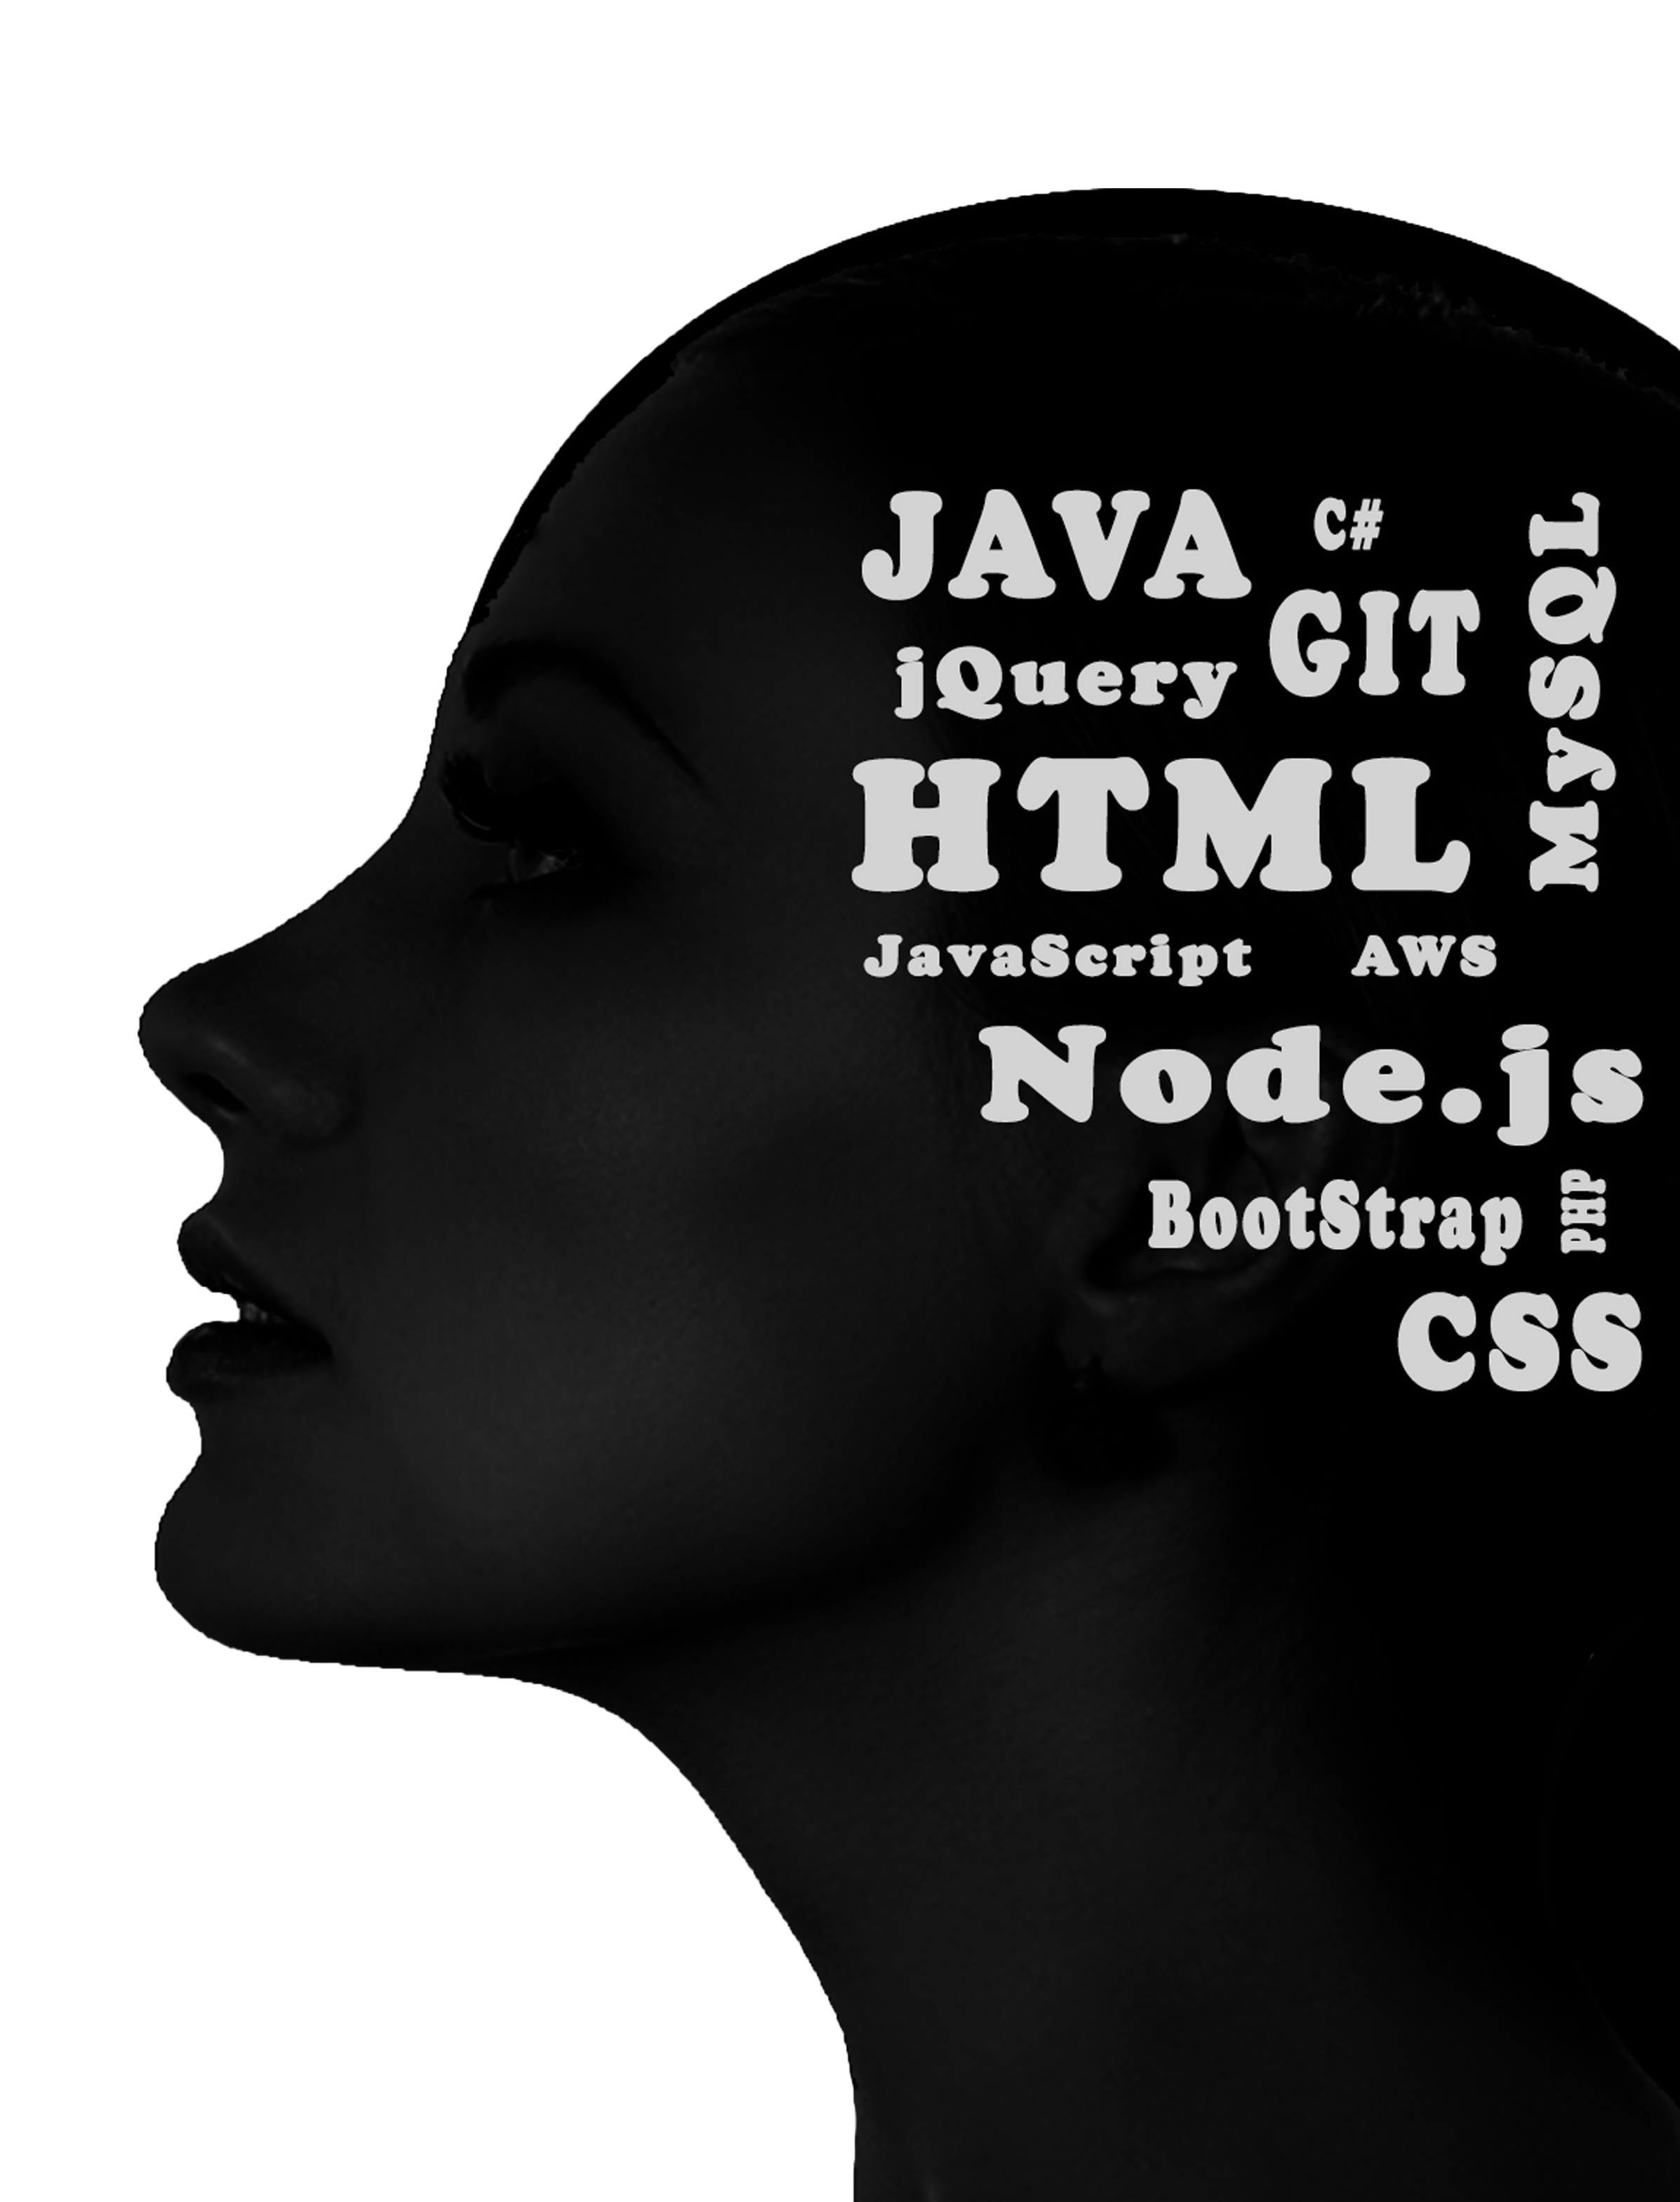 JAVA
C#
GIT
MySQL
jQuery
HTML
JavaScript
AWS
Node.js
BootStrap
PHP
CSS